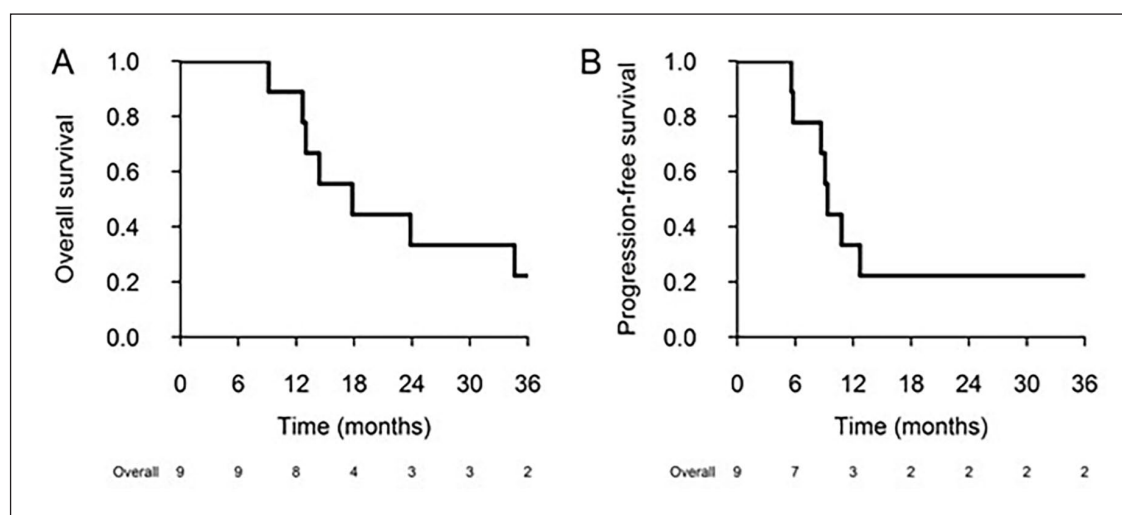 A
Overall survival
1.0
0.8
0.6
0.4
0.2
0.0
0 6 12 18 24 30 36
Time (months)
Overall 9 9 8 4 3 3 2
B
Progression-free survival
1.0
0.8
0.6
0.4
0.2
0.0
0 6 12 18 24 30 36
Time (months)
Overall 9 7 3 2 2 2 2